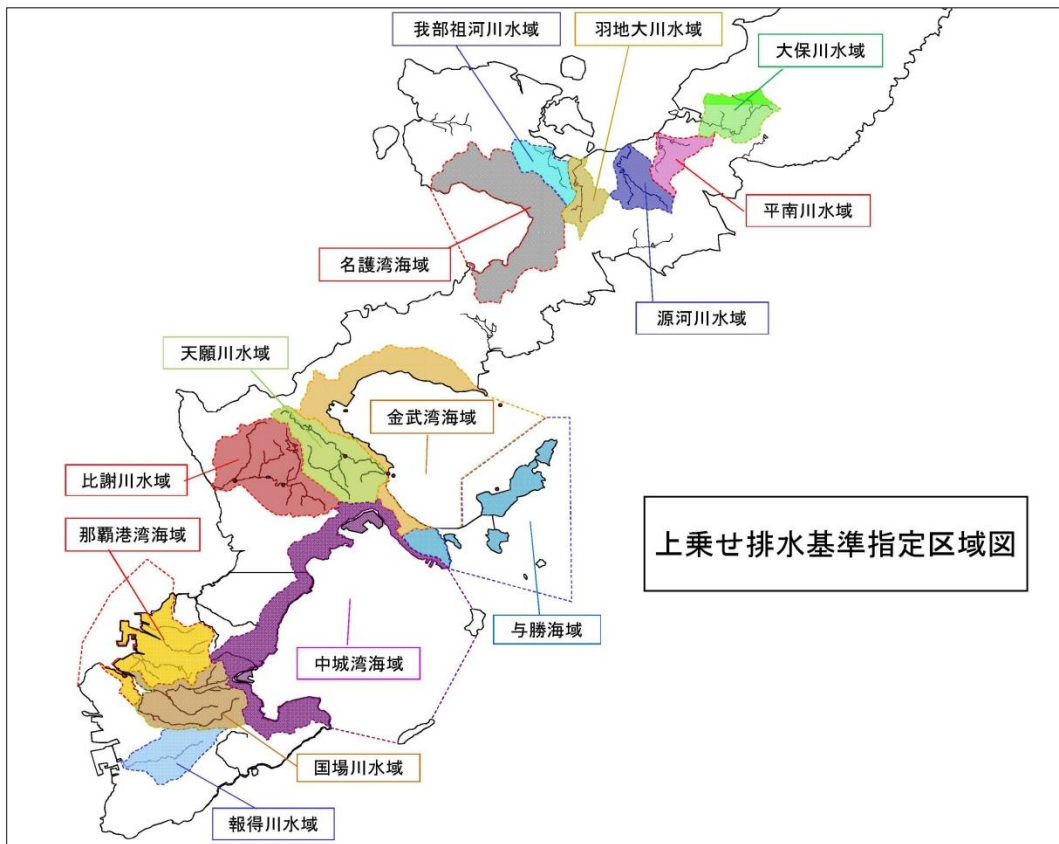 我部祖河川水域
羽地大川水域
大保川水域
平南川水域
名護湾海域
源河川水域
天願川水域
金武湾海域
比謝川水域
那覇港湾海域
上乗せ排水基準指定区域図
与勝海域
中城湾海域
国場川水域
報得川水域